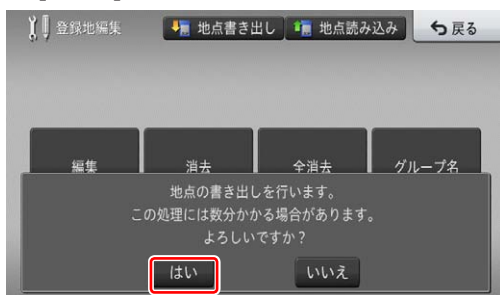 登録地編集
地点書き出し
地点読み込み
戻る
編集
消去
全消去
グループ名
地点の書き出しを行います。
この処理には数分かかる場合があります。
よろしいですか？
はい
いいえ